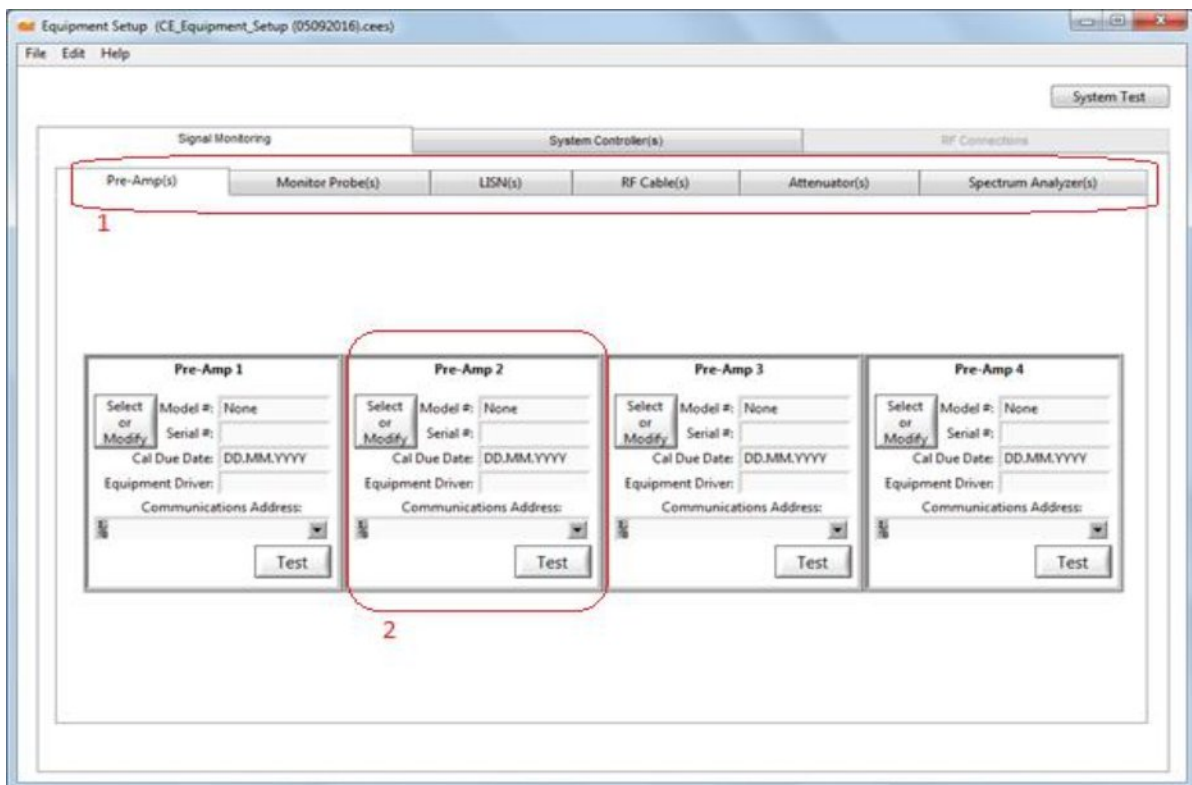 Equipment Setup (CE_Equipment_Setup (05092016).cees)
File Edit Help
System Test
Signal Monitoring System Controller(s) RF Connections
Pre-Amp(s) Monitor Probe(s) LISN(s) RF Cable(s) Attenuator(s) Spectrum Analyzer(s)
1
Pre-Amp 1
Select or Modify
Model #: None
Serial #:
Cal Due Date: DD.MM.YYYY
Equipment Driver:
Communications Address:
Test
Pre-Amp 2
Select or Modify
Model #: None
Serial #:
Cal Due Date: DD.MM.YYYY
Equipment Driver:
Communications Address:
Test
Pre-Amp 3
Select or Modify
Model #: None
Serial #:
Cal Due Date: DD.MM.YYYY
Equipment Driver:
Communications Address:
Test
Pre-Amp 4
Select or Modify
Model #: None
Serial #:
Cal Due Date: DD.MM.YYYY
Equipment Driver:
Communications Address:
Test
2